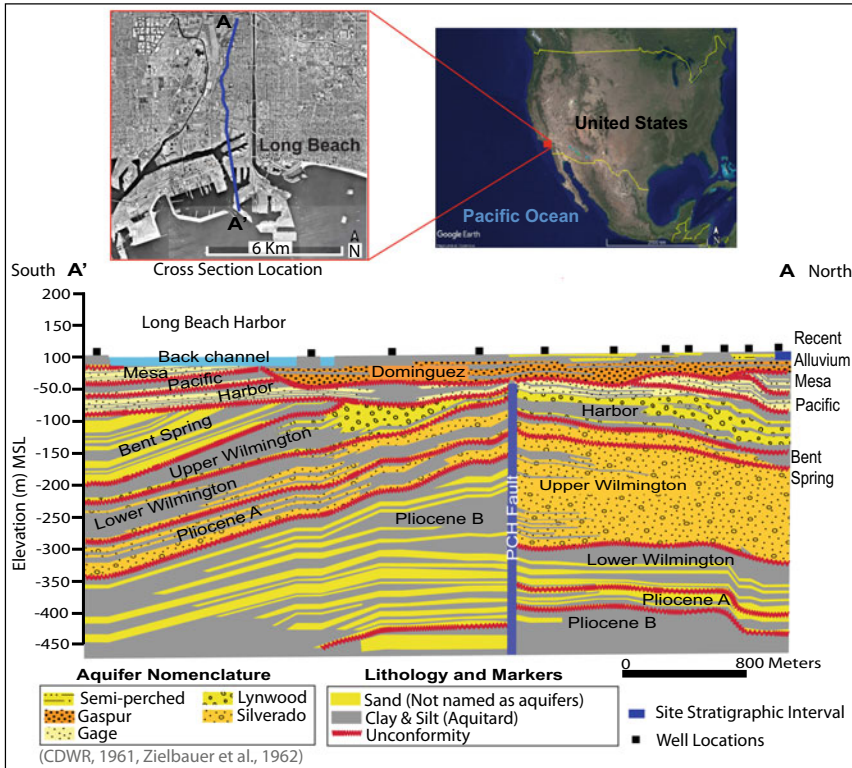 A
Long Beach
A'
6 Km
N
United States
Pacific Ocean
Google Earth
N
South A' Cross Section Location A North
200
150
100
-50.0
-100
-150
-200
-250
-300
-350
-400
-450
Elevation (m) MSL
Long Beach Harbor
Back channel
Mesa
Pacific
Harbor
Bent Spring
Upper Wilmington
Lower Wilmington
Pliocene A
Dominguez
Pliocene B
PCH Fault
Harbor
Upper Wilmington
Lower Wilmington
Pliocene A
Pliocene B
Recent
Alluvium
Mesa
Pacific
Bent
Spring
0 800 Meters
Aquifer Nomenclature
Semi-perched
Gaspur
Gage
Lynwood
Silverado
(CDWR, 1961, Zielbauer et al., 1962)
Lithology and Markers
Sand (Not named as aquifers)
Clay & Silt (Aquitard)
Unconformity
Site Stratigraphic Interval
Well Locations